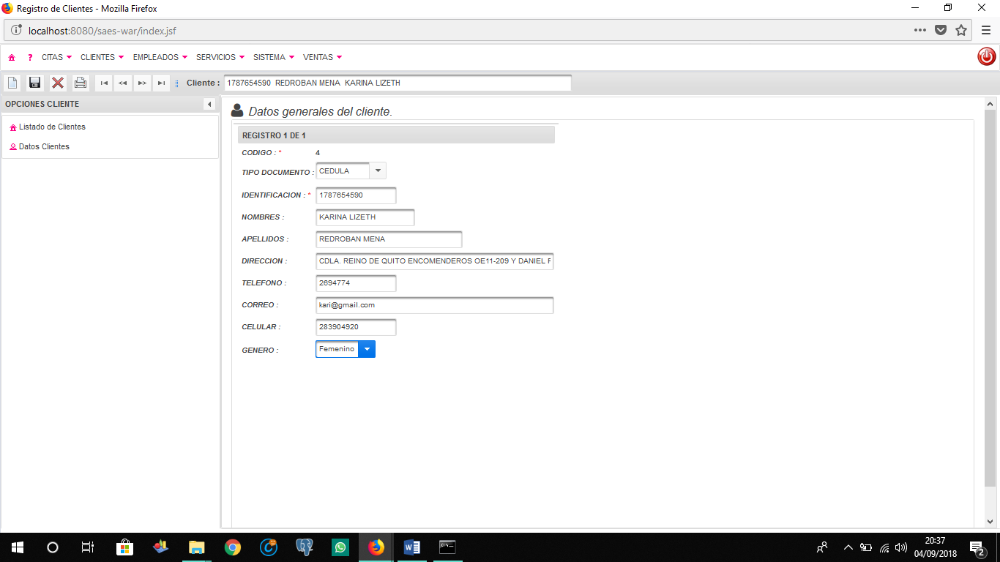 Registro de Clientes - Mozilla Firefox
localhost:8080/saes-war/index.jsf
? CITAS CLIENTES EMPLEADOS SERVICIOS SISTEMA VENTAS
Cliente : 1787654590 REDROBAN MENA KARINA LIZETH
OPCIONES CLIENTE
Listado de Clientes
Datos Clientes
Datos generales del cliente.
REGISTRO 1 DE 1
CODIGO : * 4
TIPO DOCUMENTO : CEDULA
IDENTIFICACION : * 1787654590
NOMBRES : KARINA LIZETH
APELLIDOS : REDROBAN MENA
DIRECCION : CDLA. REINO DE QUITO ENCOMENDEROS OE11-209 Y DANIEL
TELEFONO : 2694774
CORREO : kari@gmail.com
CELULAR : 283904920
GENERO : Femenino
20:37
04/09/2018
2